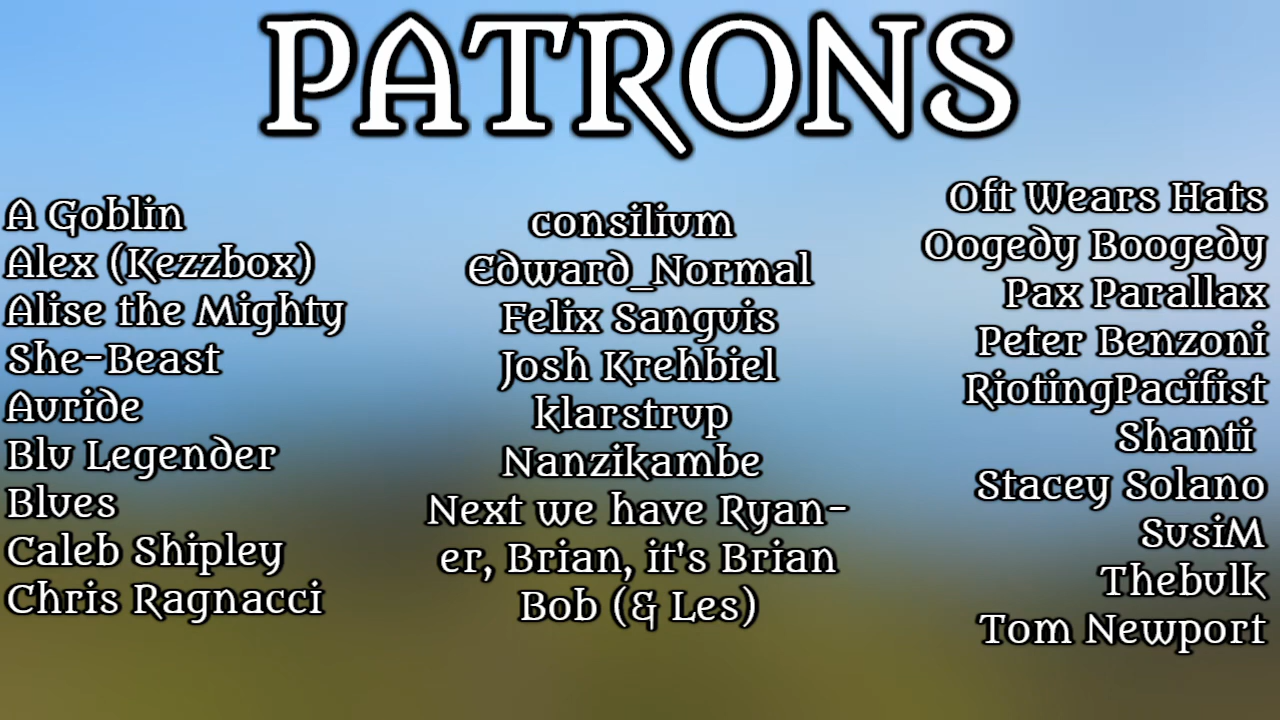 PATRONS
A Goblin
Alex (Kezzbox)
Alise the Mighty
She-Beast
Auride
Blu Legender
Blues
Caleb Shipley
Chris Ragnacci
consilium
Edward_Normal
Felix Sanguis
Josh Krehbiel
klarstrup
Nanzikambe
Next we have Ryan-
er, Brian, it's Brian
Bob (& Les)
Oft Wears Hats
Oogedy Boogedy
Pax Parallax
Peter Benzoni
RiotingPacifist
Shanti
Stacey Solano
SusiM
Thebulk
Tom Newport